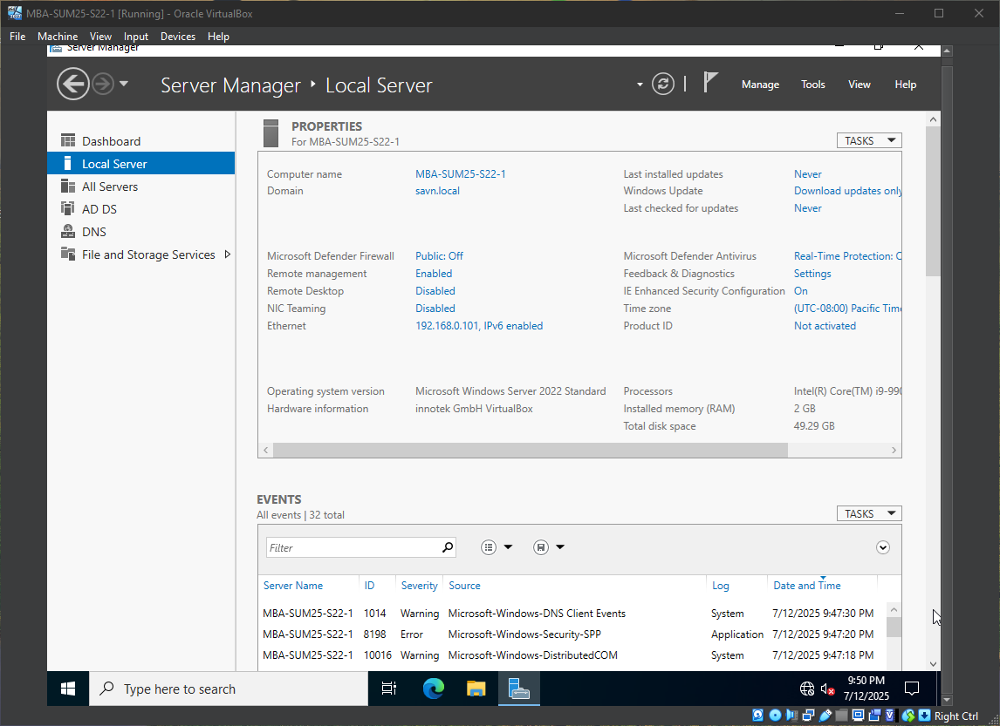 MBA-SUM25-S22-1 [Running] - Oracle VirtualBox
File Machine View Input Devices Help
Server Manager
Server Manager Local Server
Manage Tools View Help
Dashboard
Local Server
All Servers
AD DS
DNS
File and Storage Services
PROPERTIES
For MBA-SUM25-S22-1
TASKS
Computer name MBA-SUM25-S22-1 Last installed updates Never
Domain savn.local Windows Update Download updates only
Last checked for updates Never
Microsoft Defender Firewall Public: Off Microsoft Defender Antivirus Real-Time Protection:
Remote management Enabled Feedback & Diagnostics Settings
Remote Desktop Disabled IE Enhanced Security Configuration On
NIC Teaming Disabled Time zone (UTC-08:00) Pacific Time
Ethernet 192.168.0.101, IPv6 enabled Product ID Not activated
Operating system version Microsoft Windows Server 2022 Standard Processors Intel(R) Core(TM) i9-990
Hardware information innotek GmbH VirtualBox Installed memory (RAM) 2 GB
Total disk space 49.29 GB
EVENTS
All events | 32 total
TASKS
Filter
Server Name ID Severity Source Log Date and Time
MBA-SUM25-S22-1 1014 Warning Microsoft-Windows-DNS Client Events System 7/12/2025 9:47:30 PM
MBA-SUM25-S22-1 8198 Error Microsoft-Windows-Security-SPP Application 7/12/2025 9:47:20 PM
MBA-SUM25-S22-1 10016 Warning Microsoft-Windows-DistributedCOM System 7/12/2025 9:47:18 PM
Type here to search
9:50 PM
7/12/2025
Right Ctrl